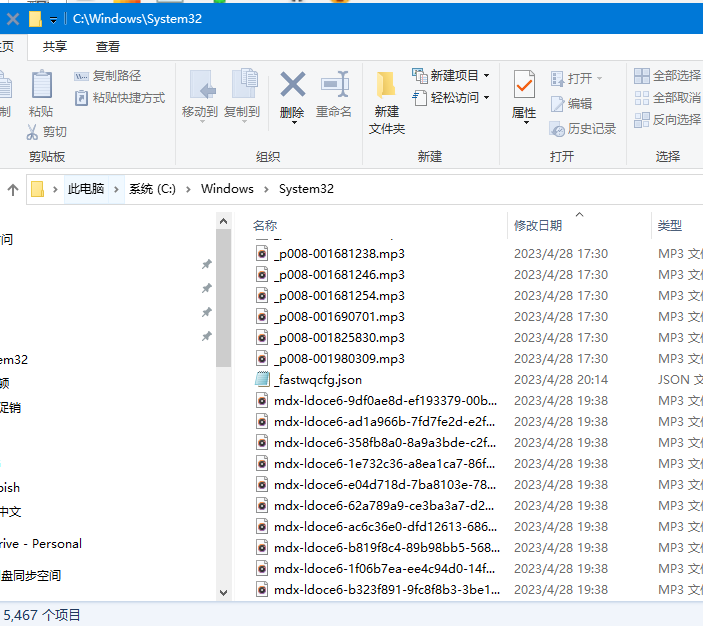 C:\Windows\System32
页 共享 查看
复制路径
粘贴快捷方式
制 粘贴
剪切
剪贴板
移动到 复制到 删除 重命名
组织
新建项目
轻松访问
新建
文件夹
新建
属性
打开
编辑
历史记录
打开
全部选择
全部取消
反向选择
选择
此电脑 系统 (C:) Windows System32
问
em32
促销
oish
中文
rive - Personal
盘同步空间
名称 修改日期 类型
_p008-001681238.mp3 2023/4/28 17:30 MP3 文
_p008-001681246.mp3 2023/4/28 17:30 MP3 文
_p008-001681254.mp3 2023/4/28 17:30 MP3 文
_p008-001690701.mp3 2023/4/28 17:30 MP3 文
_p008-001825830.mp3 2023/4/28 17:30 MP3 文
_p008-001980309.mp3 2023/4/28 17:30 MP3 文
_fastwqcfg.json 2023/4/28 20:14 JSON 文
mdx-ldoce6-9df0ae8d-ef193379-00b... 2023/4/28 19:38 MP3 文
mdx-ldoce6-ad1a966b-7fd7fe2d-e2f... 2023/4/28 19:38 MP3 文
mdx-ldoce6-358fb8a0-8a9a3bde-c2f... 2023/4/28 19:38 MP3 文
mdx-ldoce6-1e732c36-a8ea1ca7-86f... 2023/4/28 19:38 MP3 文
mdx-ldoce6-e04d718d-7ba8103e-78... 2023/4/28 19:38 MP3 文
mdx-ldoce6-62a789a9-ce3ba3a7-d2... 2023/4/28 19:38 MP3 文
mdx-ldoce6-ac6c36e0-dfd12613-686... 2023/4/28 19:38 MP3 文
mdx-ldoce6-b819f8c4-89b98bb5-568... 2023/4/28 19:38 MP3 文
mdx-ldoce6-1f06b7ea-ee4c94d0-14f... 2023/4/28 19:38 MP3 文
mdx-ldoce6-b323f891-9fc8f8b3-3be1... 2023/4/28 19:38 MP3 文
5,467 个项目